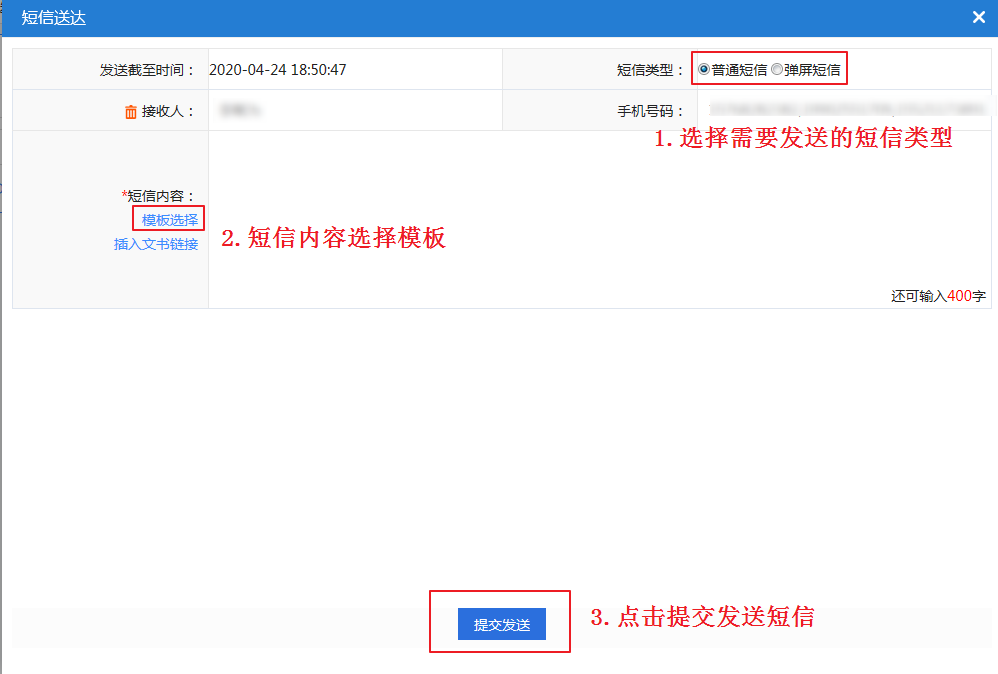 短信送达
发送截至时间： 2020-04-24 18:50:47 短信类型： 普通短信 弹屏短信
接收人： 手机号码：
1. 选择需要发送的短信类型
*短信内容：
模板选择
2. 短信内容选择模板
插入文书链接
还可输入400字
提交发送
3. 点击提交发送短信